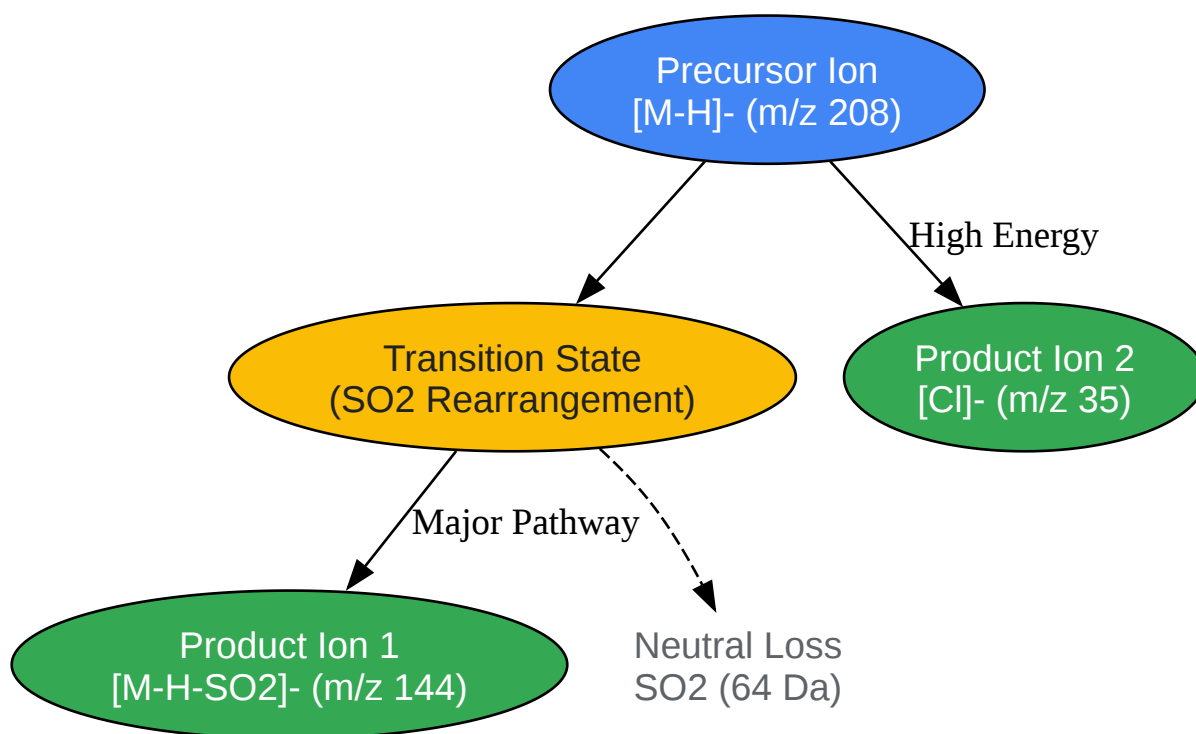 Precursor Ion
[M-H]- (m/z 208)
High Energy
Transition State
(SO2 Rearrangement)
Product Ion 2
[Cl]- (m/z 35)
Major Pathway
Product Ion 1
[M-H-SO2]- (m/z 144)
Neutral Loss
SO2 (64 Da)